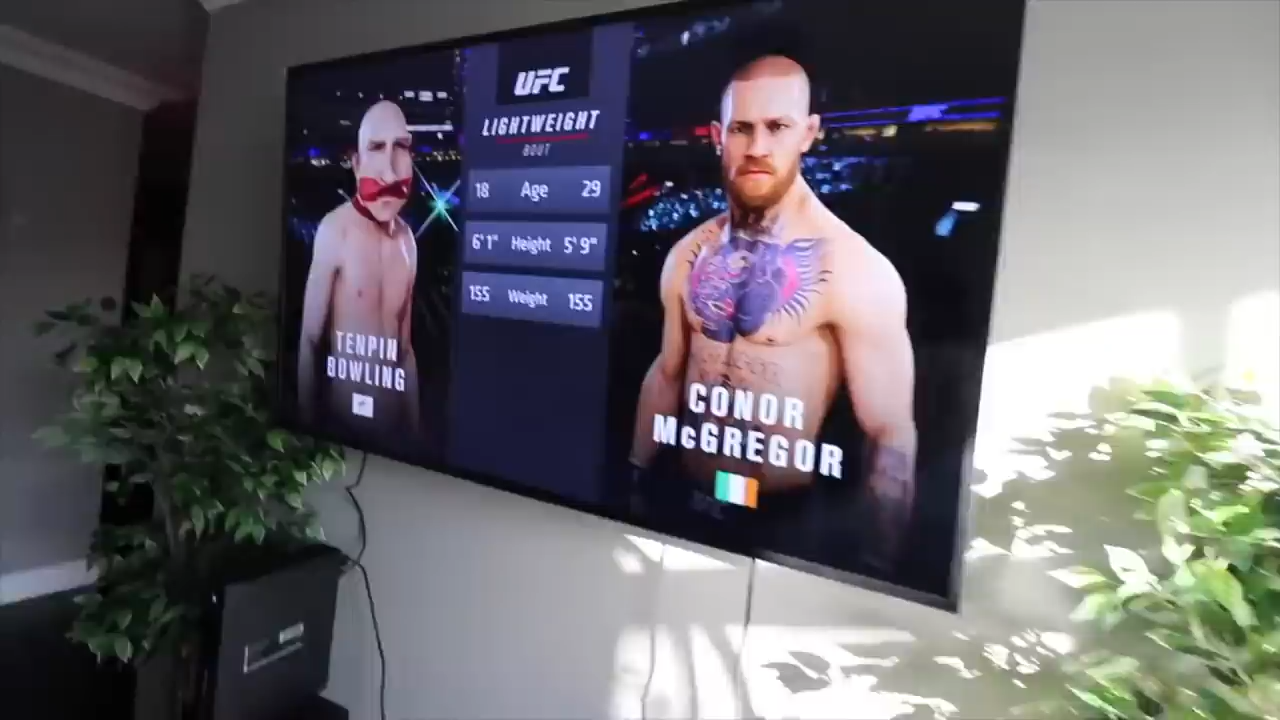 UFC
LIGHTWEIGHT
BOUT
18 Age 29
6'1" Height 5'9"
155 Weight 155
TENPIN
BOWLING
CONOR
McGREGOR